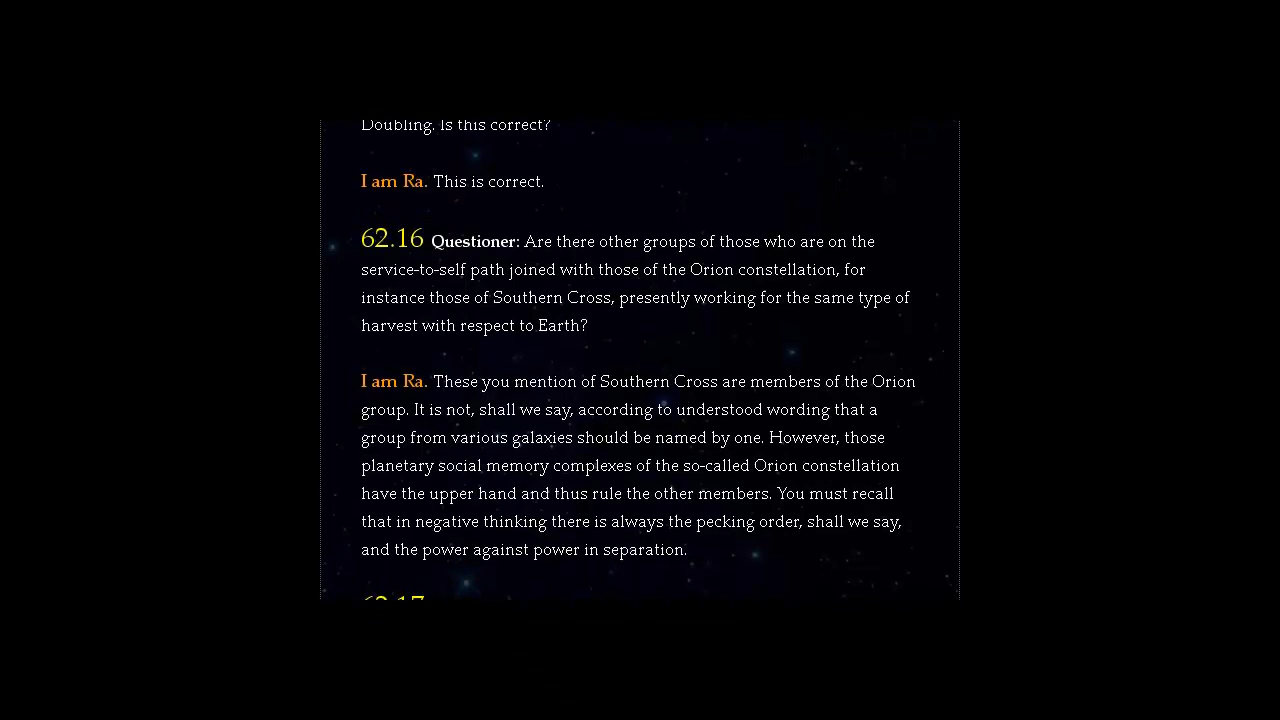 Doubling. Is this correct?
I am Ra. This is correct.
62.16 Questioner: Are there other groups of those who are on the
service-to-self path joined with those of the Orion constellation, for
instance those of Southern Cross, presently working for the same type of
harvest with respect to Earth?
I am Ra. These you mention of Southern Cross are members of the Orion
group. It is not, shall we say, according to understood wording that a
group from various galaxies should be named by one. However, those
planetary social memory complexes of the so-called Orion constellation
have the upper hand and thus rule the other members. You must recall
that in negative thinking there is always the pecking order, shall we say,
and the power against power in separation.
62.17